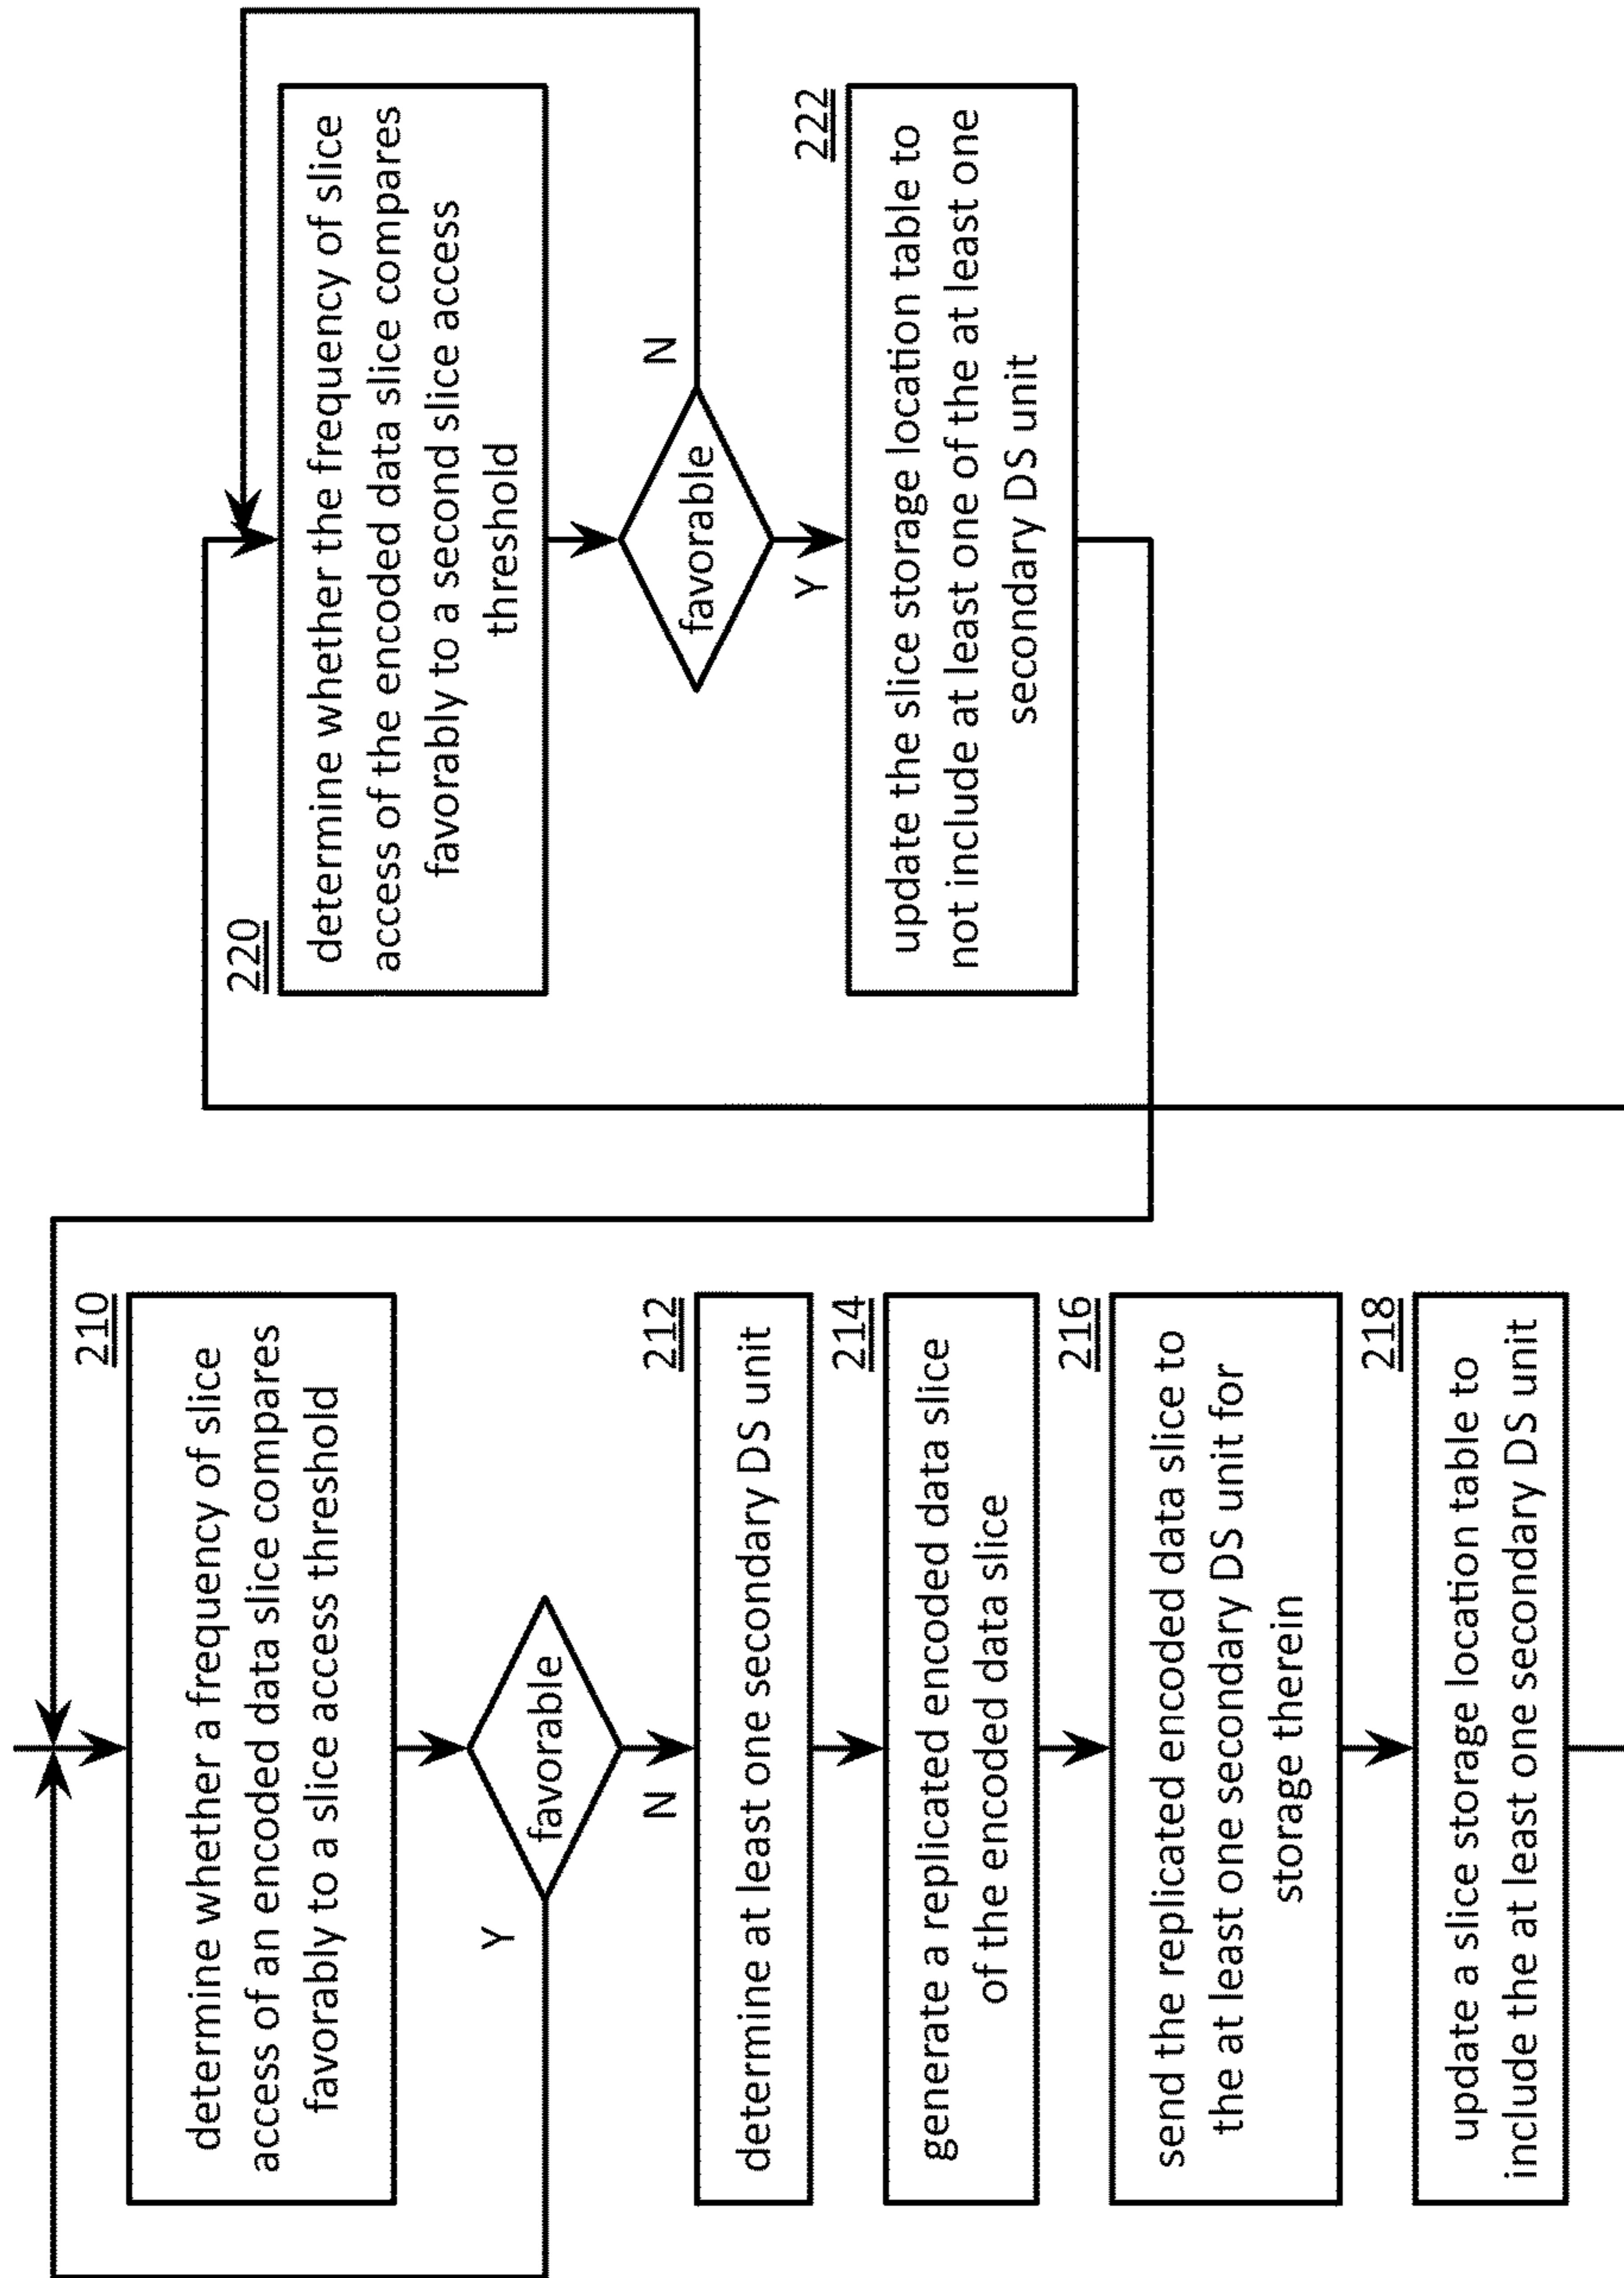 210
determine whether a frequency of slice
access of an encoded data slice compares
favorably to a slice access threshold
favorable
Y
N
212
determine at least one secondary DS unit
214
generate a replicated encoded data slice
of the encoded data slice
216
send the replicated encoded data slice to
the at least one secondary DS unit for
storage therein
218
update a slice storage location table to
include the at least one secondary DS unit
220
determine whether the frequency of slice
access of the encoded data slice compares
favorably to a second slice access
threshold
favorable
N
Y
222
update the slice storage location table to
not include at least one of the at least one
secondary DS unit